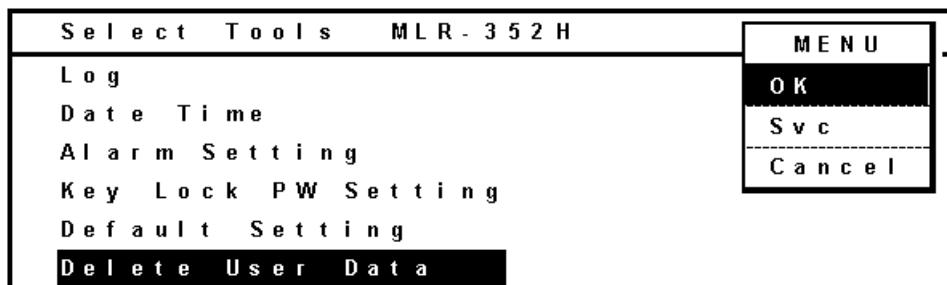 Select Tools MLR-352H
MENU
OK
Svc
Cancel
Log
Date Time
Alarm Setting
Key Lock PW Setting
Default Setting
Delete User Data